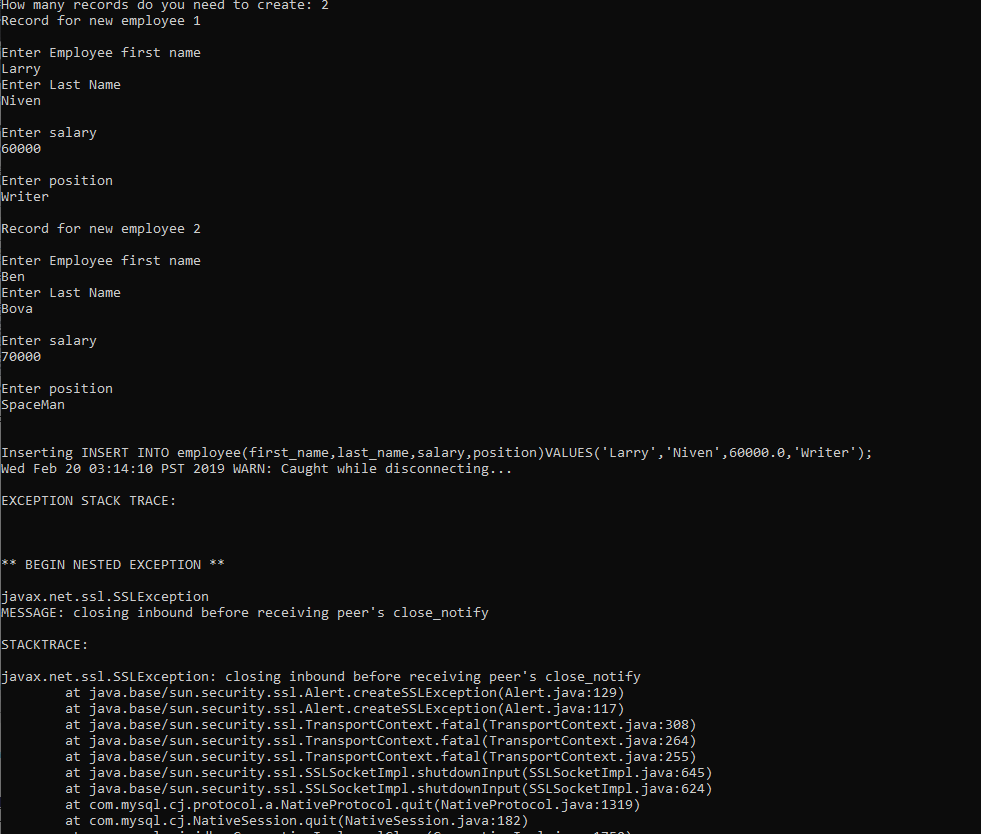 How many records do you need to create: 2
Record for new employee 1
Enter Employee first name
Larry
Enter Last Name
Niven
Enter salary
60000
Enter position
Writer
Record for new employee 2
Enter Employee first name
Ben
Enter Last Name
Bova
Enter salary
70000
Enter position
SpaceMan
Inserting INSERT INTO employee(first_name,last_name,salary,position)VALUES('Larry','Niven',60000.0,'Writer');
Wed Feb 20 03:14:10 PST 2019 WARN: Caught while disconnecting...
EXCEPTION STACK TRACE:
** BEGIN NESTED EXCEPTION **
javax.net.ssl.SSLException
MESSAGE: closing inbound before receiving peer's close_notify
STACKTRACE:
javax.net.ssl.SSLException: closing inbound before receiving peer's close_notify
at java.base/sun.security.ssl.Alert.createSSLException(Alert.java:129)
at java.base/sun.security.ssl.Alert.createSSLException(Alert.java:117)
at java.base/sun.security.ssl.TransportContext.fatal(TransportContext.java:308)
at java.base/sun.security.ssl.TransportContext.fatal(TransportContext.java:264)
at java.base/sun.security.ssl.TransportContext.fatal(TransportContext.java:255)
at java.base/sun.security.ssl.SSLSocketImpl.shutdownInput(SSLSocketImpl.java:645)
at java.base/sun.security.ssl.SSLSocketImpl.shutdownInput(SSLSocketImpl.java:624)
at com.mysql.cj.protocol.a.NativeProtocol.quit(NativeProtocol.java:1319)
at com.mysql.cj.NativeSession.quit(NativeSession.java:182)